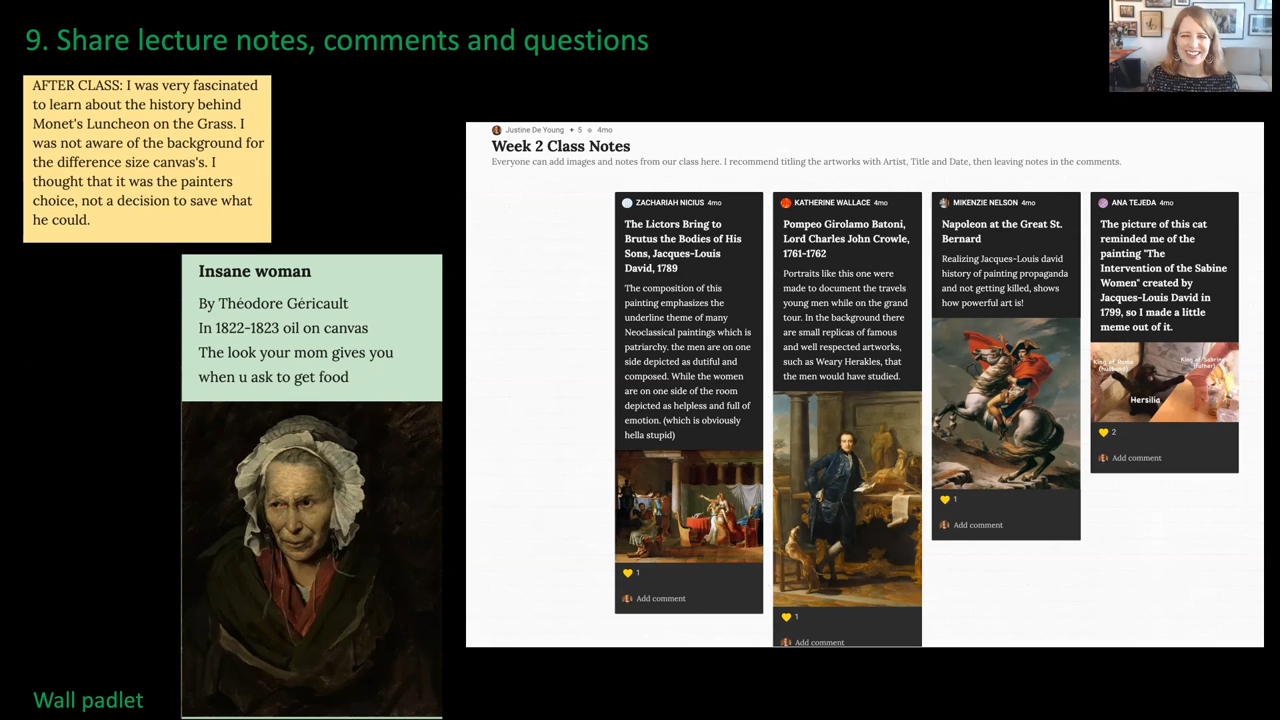 9. Share lecture notes, comments and questions
AFTER CLASS: I was very fascinated
to learn about the history behind
Monet's Luncheon on the Grass. I
was not aware of the background for
the difference size canvas's. I
thought that it was the painters
choice, not a decision to save what
he could.
Insane woman
By Théodore Géricault
In 1822-1823 oil on canvas
The look your mom gives you
when u ask to get food
Wall padlet
Justine De Young + 5 4mo
Week 2 Class Notes
Everyone can add images and notes from our class here. I recommend titling the artworks with Artist, Title and Date, then leaving notes in the comments.
ZACHARIAH NICIUS 4mo
The Lictors Bring to
Brutus the Bodies of His
Sons, Jacques-Louis
David, 1789
The composition of this
painting emphasizes the
underline theme of many
Neoclassical paintings which is
patriarchy. the men are on one
side depicted as dutiful and
composed. While the women
are on one side of the room
depicted as helpless and full of
emotion. (which is obviously
hella stupid)
1
Add comment
KATHERINE WALLACE 4mo
Pompeo Girolamo Batoni,
Lord Charles John Crowle,
1761-1762
Portraits like this one were
made to document the travels
young men while on the grand
tour. In the background there
are small replicas of famous
and well respected artworks,
such as Weary Herakles, that
the men would have studied.
1
Add comment
MIKENZIE NELSON 4mo
Napoleon at the Great St.
Bernard
Realizing Jacques-Louis david
history of painting propaganda
and not getting killed, shows
how powerful art is!
1
Add comment
ANA TEJEDA 4mo
The picture of this cat
reminded me of the
painting "The
Intervention of the Sabine
Women" created by
Jacques-Louis David in
1799, so I made a little
meme out of it.
King of Rome
(husband)
King of Sabine
(father)
Hersilia
2
Add comment